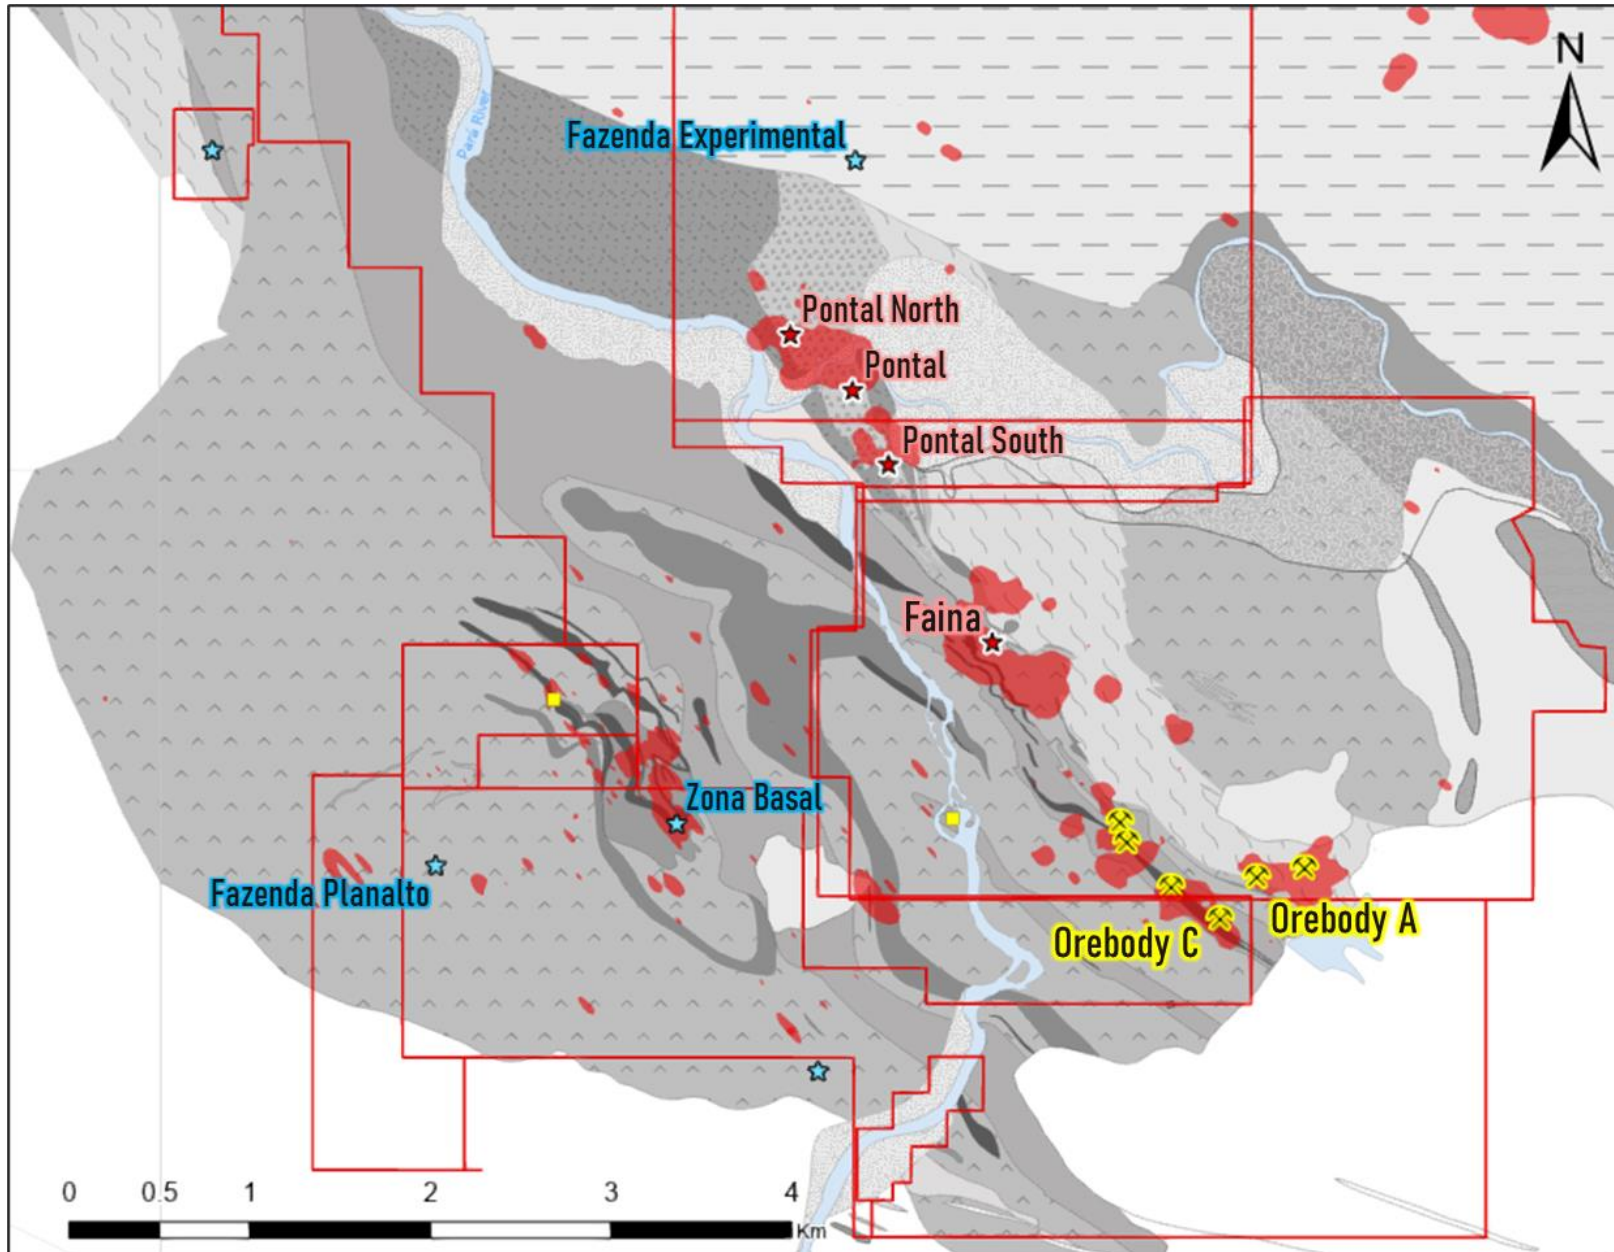 N
Pará River
Fazenda Experimental
Pontal North
Pontal
Pontal South
Faina
Zona Basal
Fazenda Planalto
Orebody C
Orebody A
0 0.5 1 2 3 4
Km